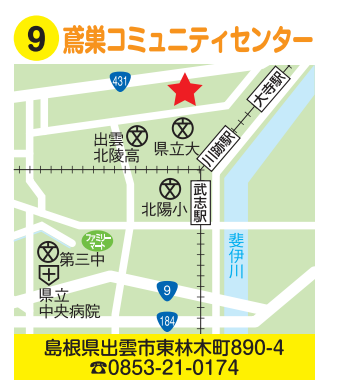 9 鳶巣コミュニティセンター
431
大寺駅
出雲
北陵高
県立大
川跡駅
北陽小
武志駅
ファミリー
マート
斐伊川
第三中
県立
中央病院
9
184
島根県出雲市東林木町890-4
☎0853-21-0174